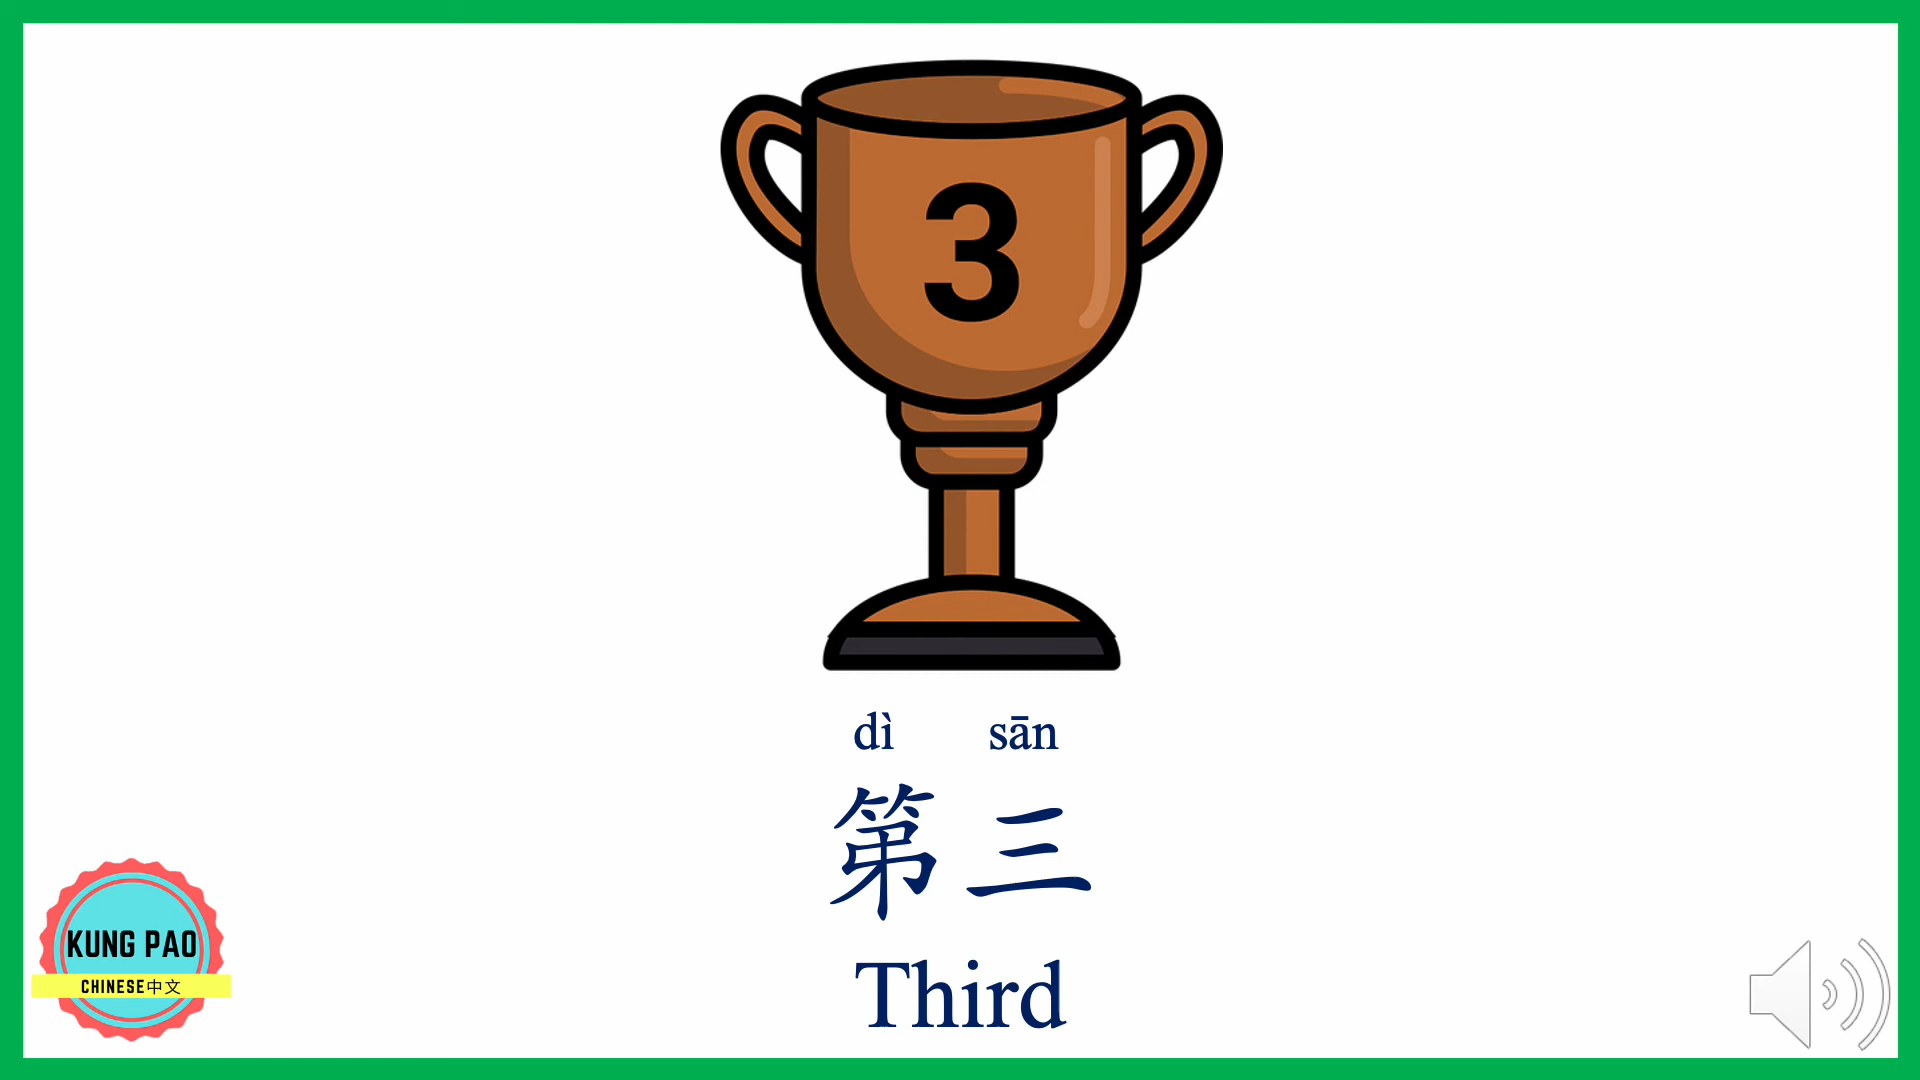 3
dì sān
第三
Third
KUNG PAO
CHINESE中文